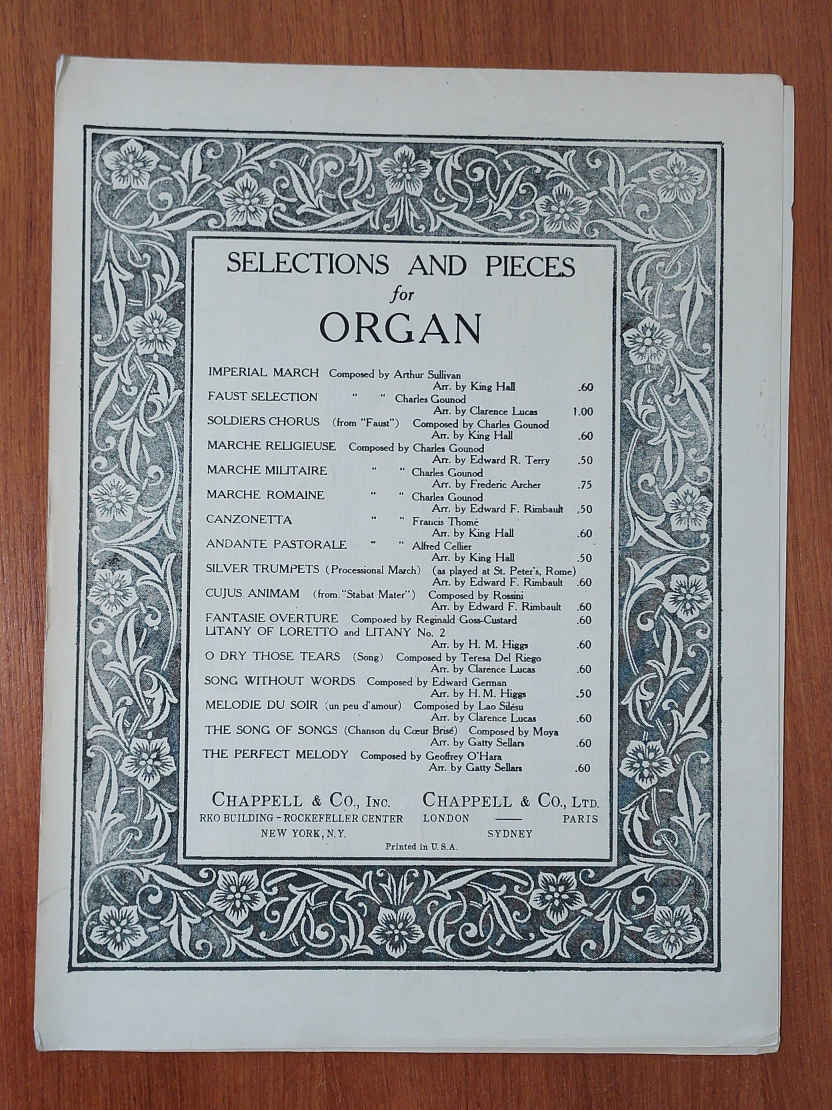 SELECTIONS AND PIECES
for
ORGAN
IMPERIAL MARCH Composed by Arthur Sullivan
Arr. by King Hall .60
FAUST SELECTION " " Charles Gounod
Arr. by Clarence Lucas 1.00
SOLDIERS CHORUS (from "Faust") Composed by Charles Gounod
Arr. by King Hall .60
MARCHE RELIGIEUSE Composed by Charles Gounod
Arr. by Edward R. Terry .50
MARCHE MILITAIRE " " Charles Gounod
Arr. by Frederic Archer .75
MARCHE ROMAINE " " Charles Gounod
Arr. by Edward F. Rimbault .50
CANZONETTA " " Francis Thomé
Arr. by King Hall .60
ANDANTE PASTORALE " " Alfred Cellier
Arr. by King Hall .50
SILVER TRUMPETS (Processional March) (as played at St. Peter's, Rome)
Arr. by Edward F. Rimbault .60
CUJUS ANIMAM (from "Stabat Mater") Composed by Rossini
Arr. by Edward F. Rimbault .60
FANTASIE OVERTURE Composed by Reginald Goss-Custard .60
LITANY OF LORETTO and LITANY No. 2
Arr. by H. M. Higgs .60
O DRY THOSE TEARS (Song) Composed by Teresa Del Riego
Arr. by Clarence Lucas .60
SONG WITHOUT WORDS Composed by Edward German
Arr. by H. M. Higgs .50
MELODIE DU SOIR (un peu d'amour) Composed by Lao Silésu
Arr. by Clarence Lucas .60
THE SONG OF SONGS (Chanson du Cœur Brisé) Composed by Moya
Arr. by Gatty Sellars .60
THE PERFECT MELODY Composed by Geoffrey O'Hara
Arr. by Gatty Sellars .60
CHAPPELL & CO., INC. CHAPPELL & CO., LTD.
RKO BUILDING - ROCKEFELLER CENTER LONDON — PARIS
NEW YORK, N.Y. SYDNEY
Printed in U.S.A.